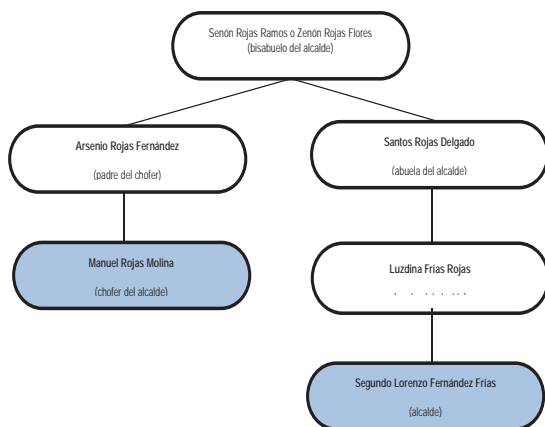 Senón Rojas Ramos o Zenón Rojas Flores
(bisabuelo del alcalde)
Arsenio Rojas Fernández
(padre del chofer)
Santos Rojas Delgado
(abuela del alcalde)
Manuel Rojas Molina
(chofer del alcalde)
Luzdina Frías Rojas
Segundo Lorenzo Fernández Frías
(alcalde)